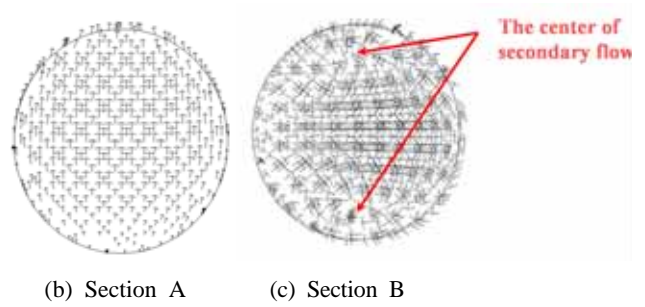 The center of
secondary flow
(b) Section A
(c) Section B